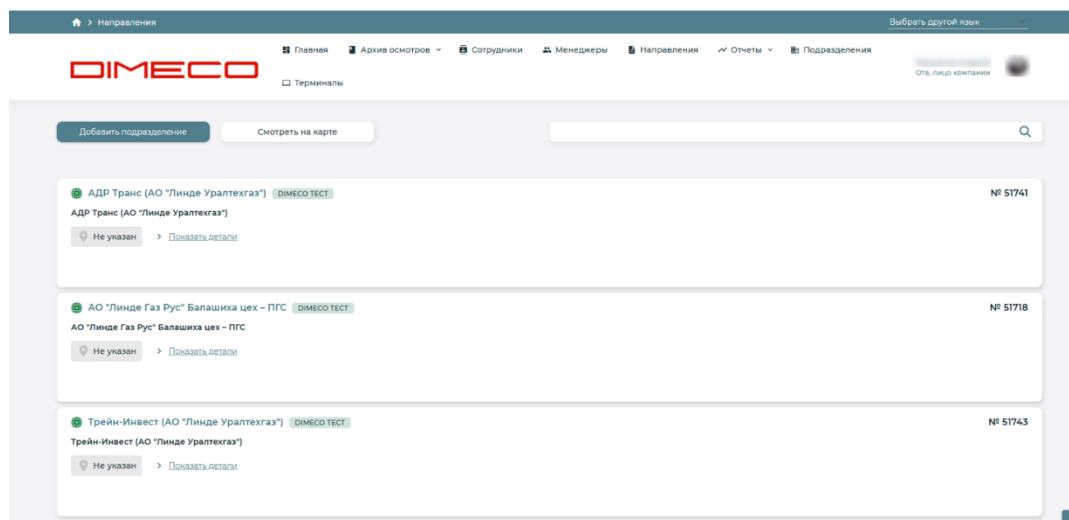 > Направления
Выбрать другой язык
DIMECO
Главная Архив осмотров Сотрудники Менеджеры Направления Отчеты Подразделения
Терминалы
Отв. лицо компании
Добавить подразделение Смотреть на карте
АДР Транс (АО "Линде Уралтехгаз") DIMECO ТЕСТ № 51741
АДР Транс (АО "Линде Уралтехгаз")
Не указан > Показать детали
АО "Линде Газ Рус" Балашиха цех – ПГС DIMECO ТЕСТ № 51718
АО "Линде Газ Рус" Балашиха цех – ПГС
Не указан > Показать детали
Трейн-Инвест (АО "Линде Уралтехгаз") DIMECO ТЕСТ № 51743
Трейн-Инвест (АО "Линде Уралтехгаз")
Не указан > Показать детали